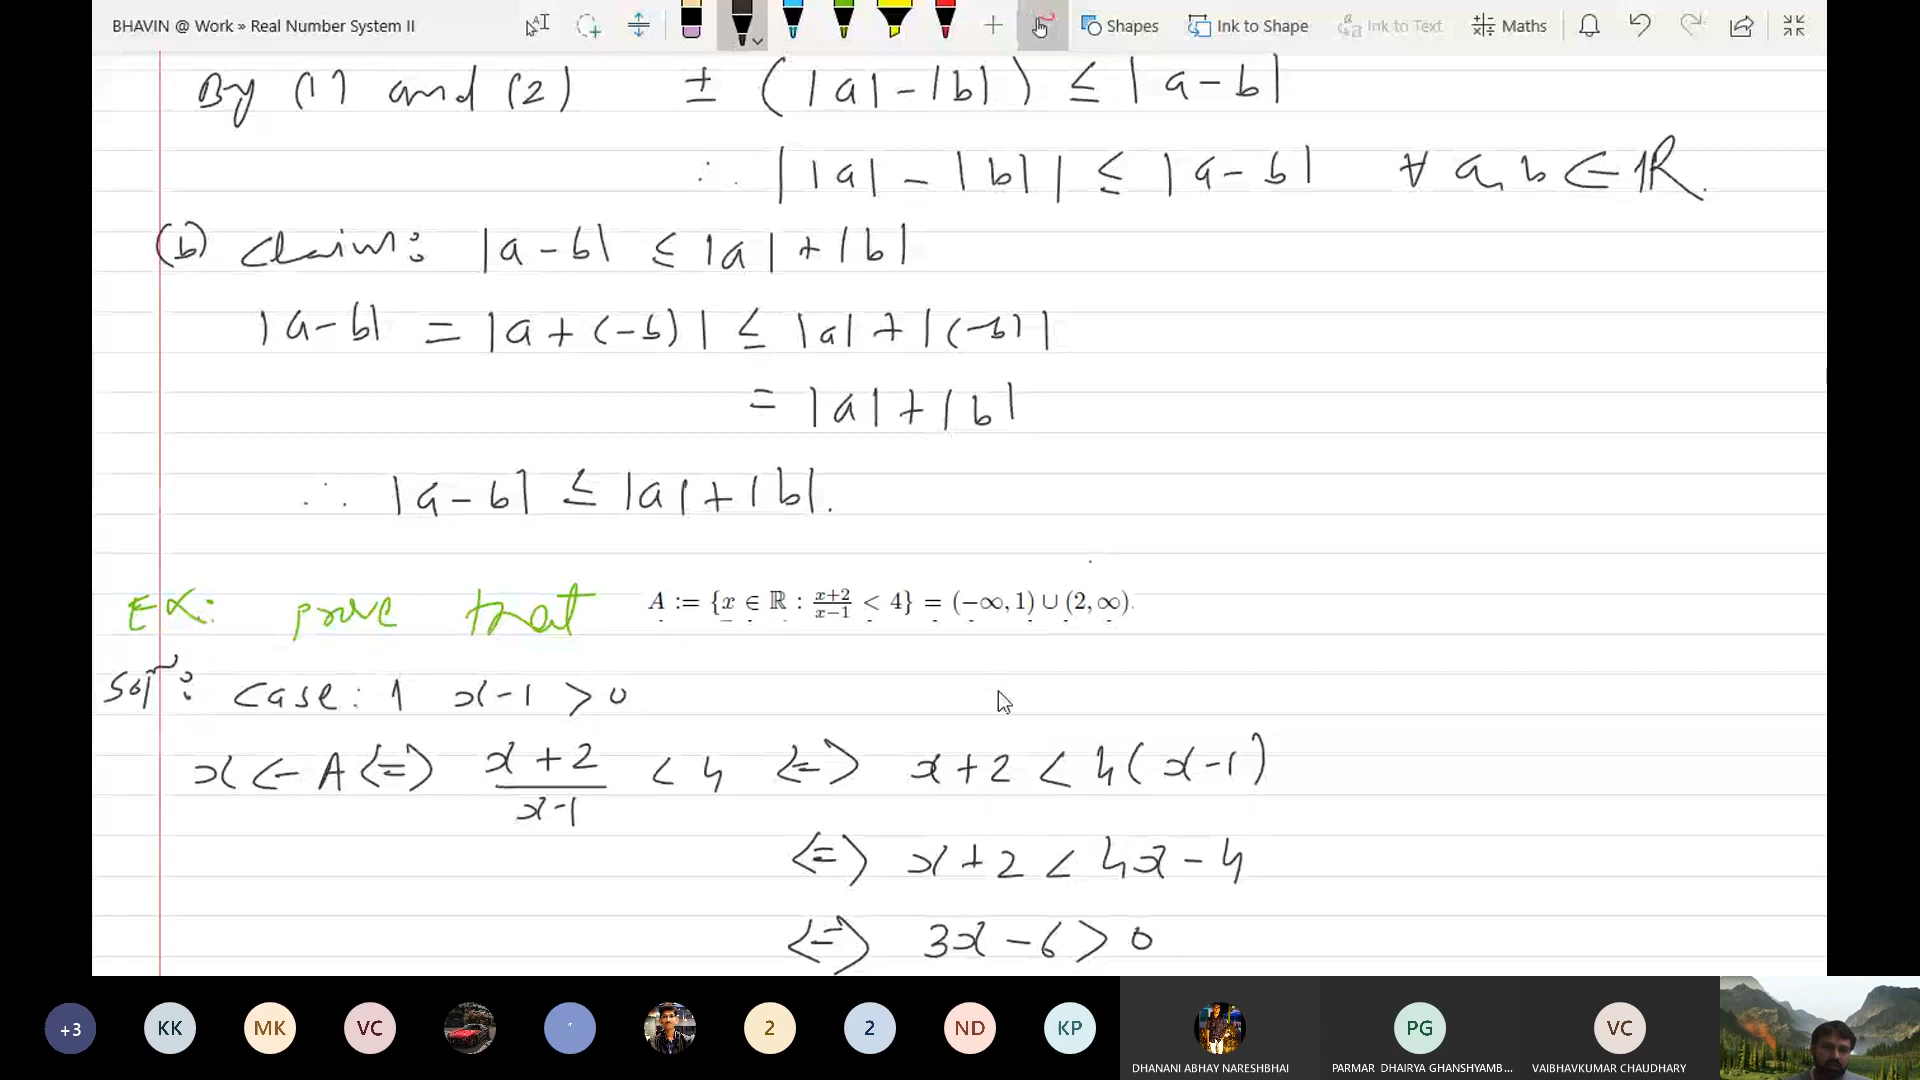 BHAVIN @ Work » Real Number System II
Shapes Ink to Shape Ink to Text Maths
By (1) and (2) ± (|a| - |b|) ≤ |a - b|
∴ ||a| - |b|| ≤ |a - b| ∀ a, b ∈ ℝ.
(b) Claim: |a - b| ≤ |a| + |b|
|a - b| = |a + (-b)| ≤ |a| + |(-b)|
= |a| + |b|
∴ |a - b| ≤ |a| + |b|.
Ex: prove that A := {x ∈ ℝ : \frac{x+2}{x-1} < 4} = (-∞, 1) ∪ (2, ∞).
Sol^n: Case: 1 x-1 > 0
x ∈ A <=> \frac{x+2}{x-1} < 4 <=> x+2 < 4(x-1)
<=> x+2 < 4x - 4
<=> 3x - 6 > 0
+3 KK MK VC 2 2 ND KP PG VC
DHANANI ABHAY NARESHBHAI PARMAR DHAIRYA GHANSHYAMB... VAIBHAVKUMAR CHAUDHARY